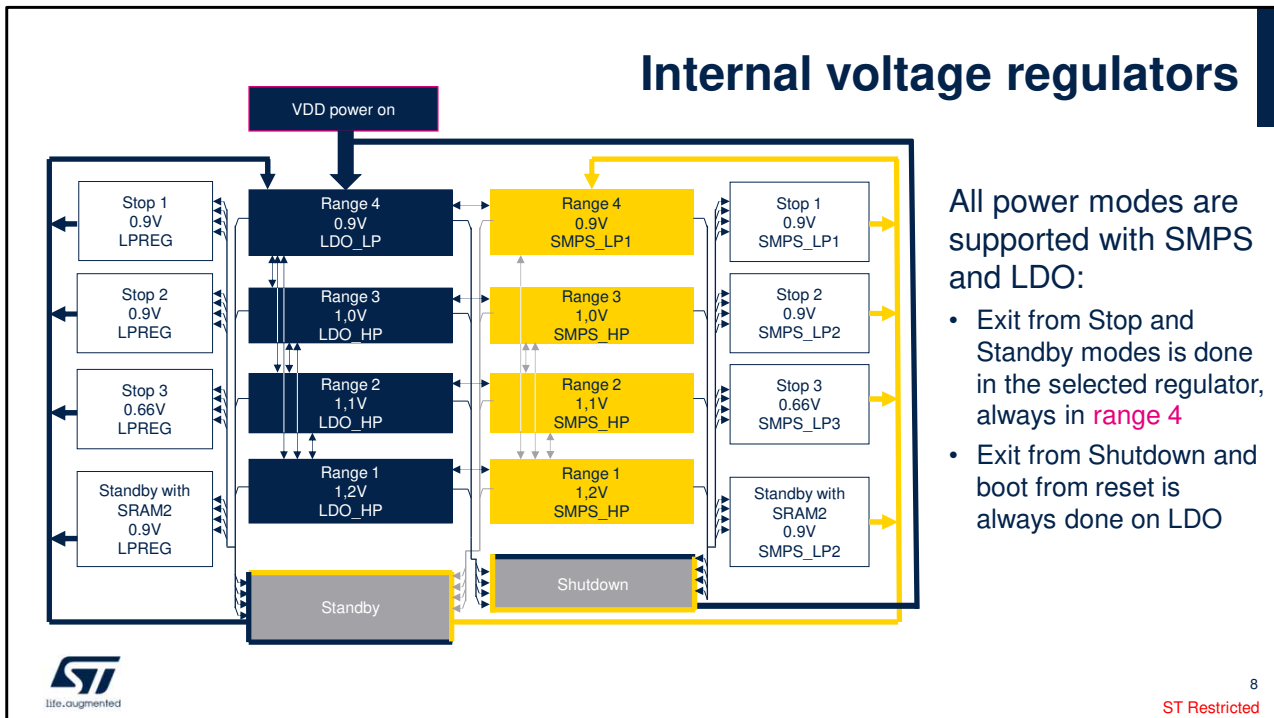 Internal voltage regulators
VDD power on
Stop 1
0.9V
LPREG
Range 4
0.9V
LDO_LP
Range 4
0.9V
SMPS_LP1
Stop 1
0.9V
SMPS_LP1
Stop 2
0.9V
LPREG
Range 3
1,0V
LDO_HP
Range 3
1,0V
SMPS_HP
Stop 2
0.9V
SMPS_LP2
Stop 3
0.66V
LPREG
Range 2
1,1V
LDO_HP
Range 2
1,1V
SMPS_HP
Stop 3
0.66V
SMPS_LP3
Standby with
SRAM2
0.9V
LPREG
Range 1
1,2V
LDO_HP
Range 1
1,2V
SMPS_HP
Standby with
SRAM2
0.9V
SMPS_LP2
Standby
Shutdown
All power modes are
supported with SMPS
and LDO:
• Exit from Stop and
Standby modes is done
in the selected regulator,
always in range 4
• Exit from Shutdown and
boot from reset is
always done on LDO
ST
life.augmented
8
ST Restricted